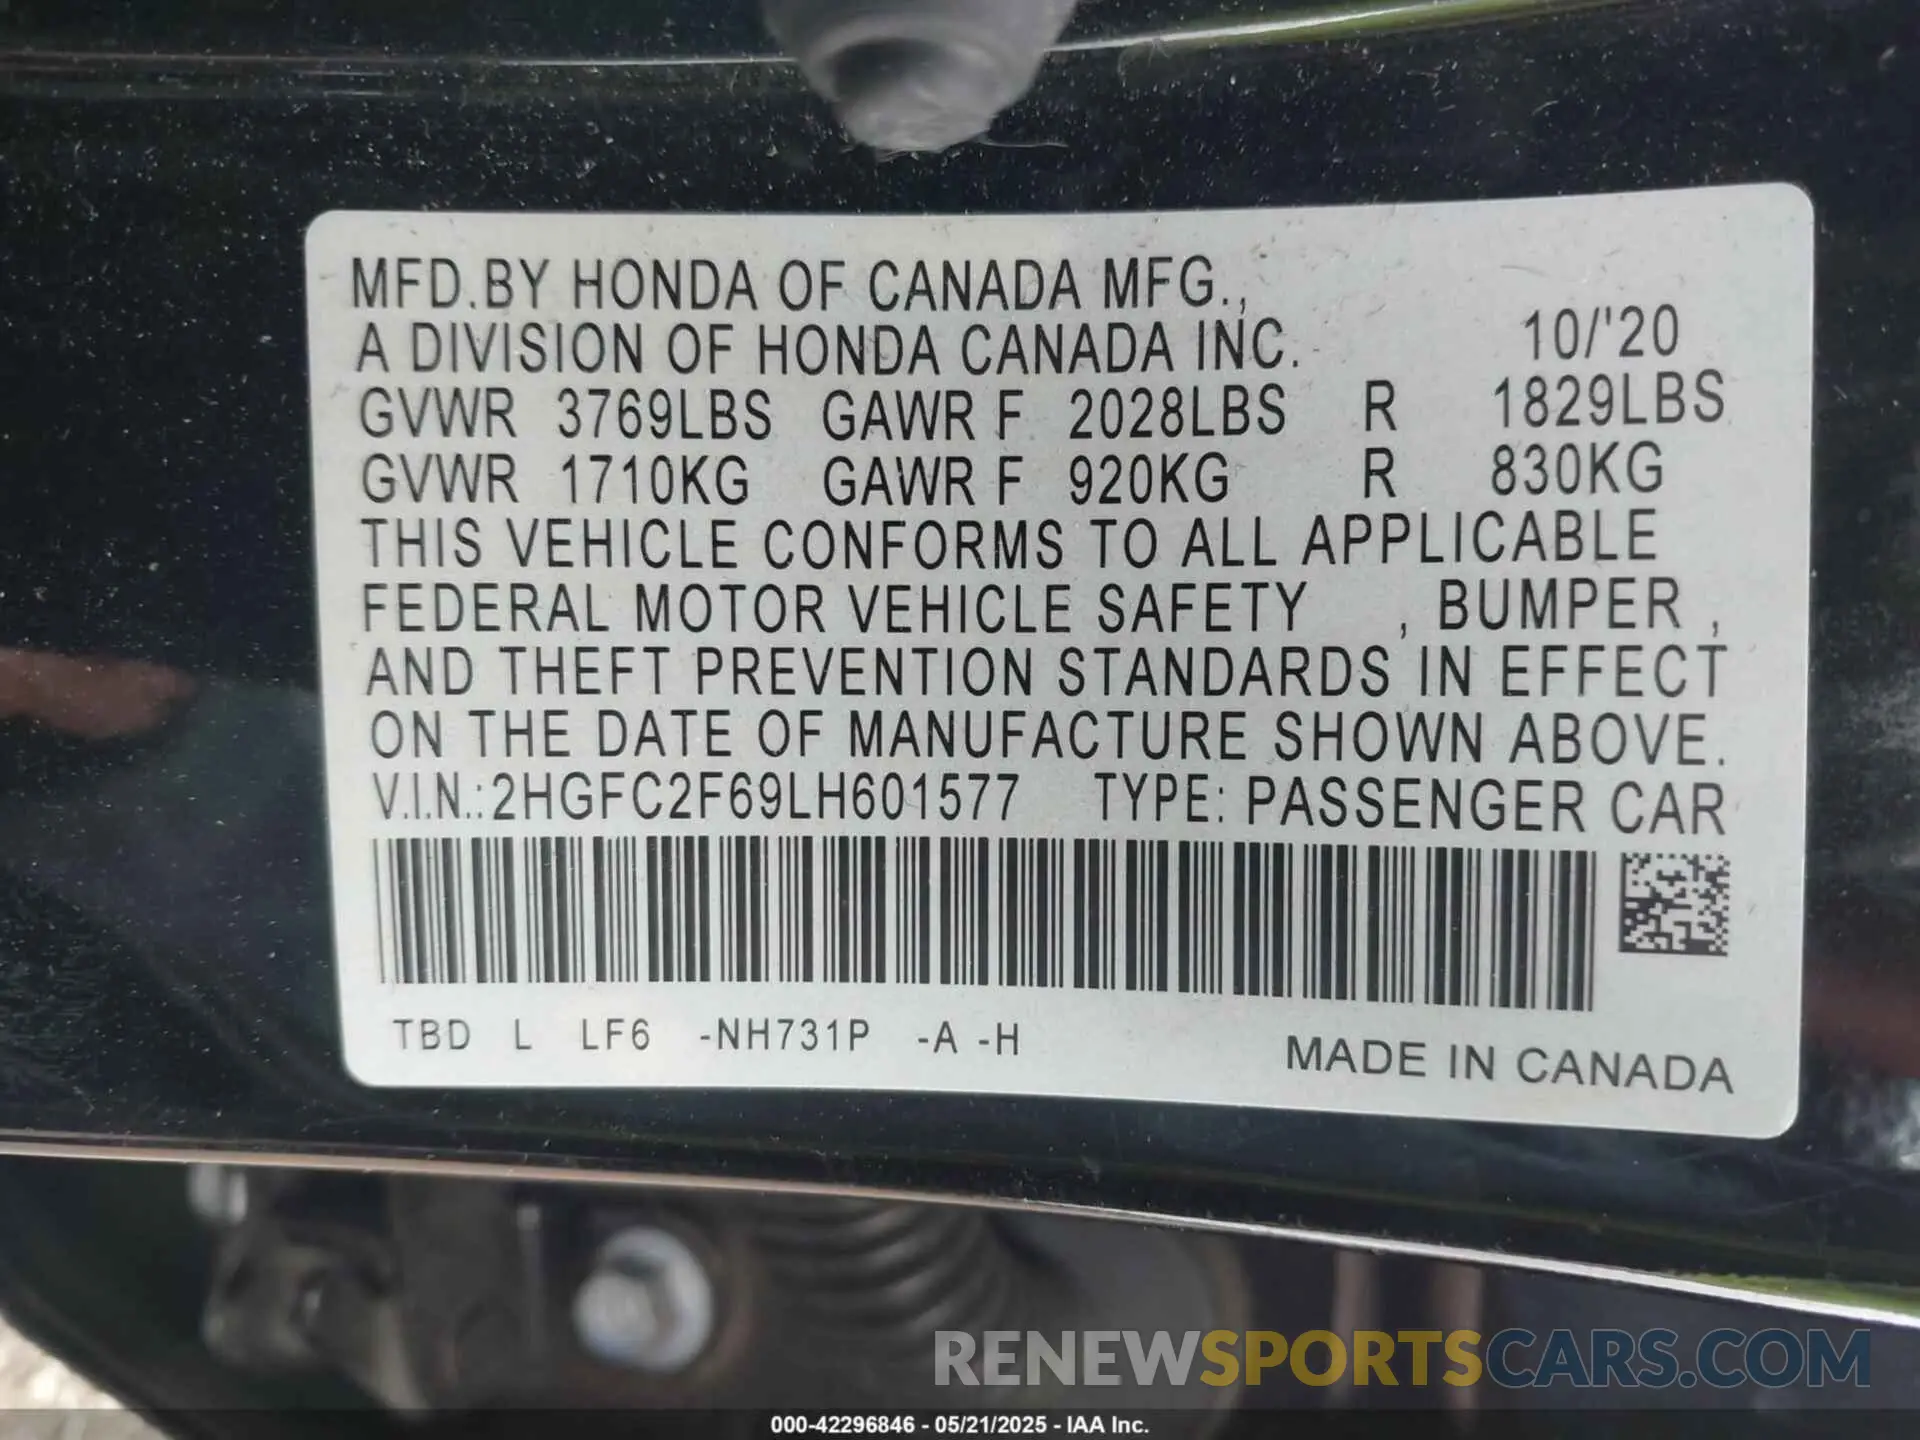 MFD.BY HONDA OF CANADA MFG.,
A DIVISION OF HONDA CANADA INC. 10/'20
GVWR 3769LBS GAWR F 2028LBS R 1829LBS
GVWR 1710KG GAWR F 920KG R 830KG
THIS VEHICLE CONFORMS TO ALL APPLICABLE
FEDERAL MOTOR VEHICLE SAFETY , BUMPER ,
AND THEFT PREVENTION STANDARDS IN EFFECT
ON THE DATE OF MANUFACTURE SHOWN ABOVE.
V.I.N.:2HGFC2F69LH601577 TYPE: PASSENGER CAR
TBD L LF6 -NH731P -A -H
MADE IN CANADA
RENEWSPORTSCARS.COM
000-42296846 - 05/21/2025 - IAA Inc.